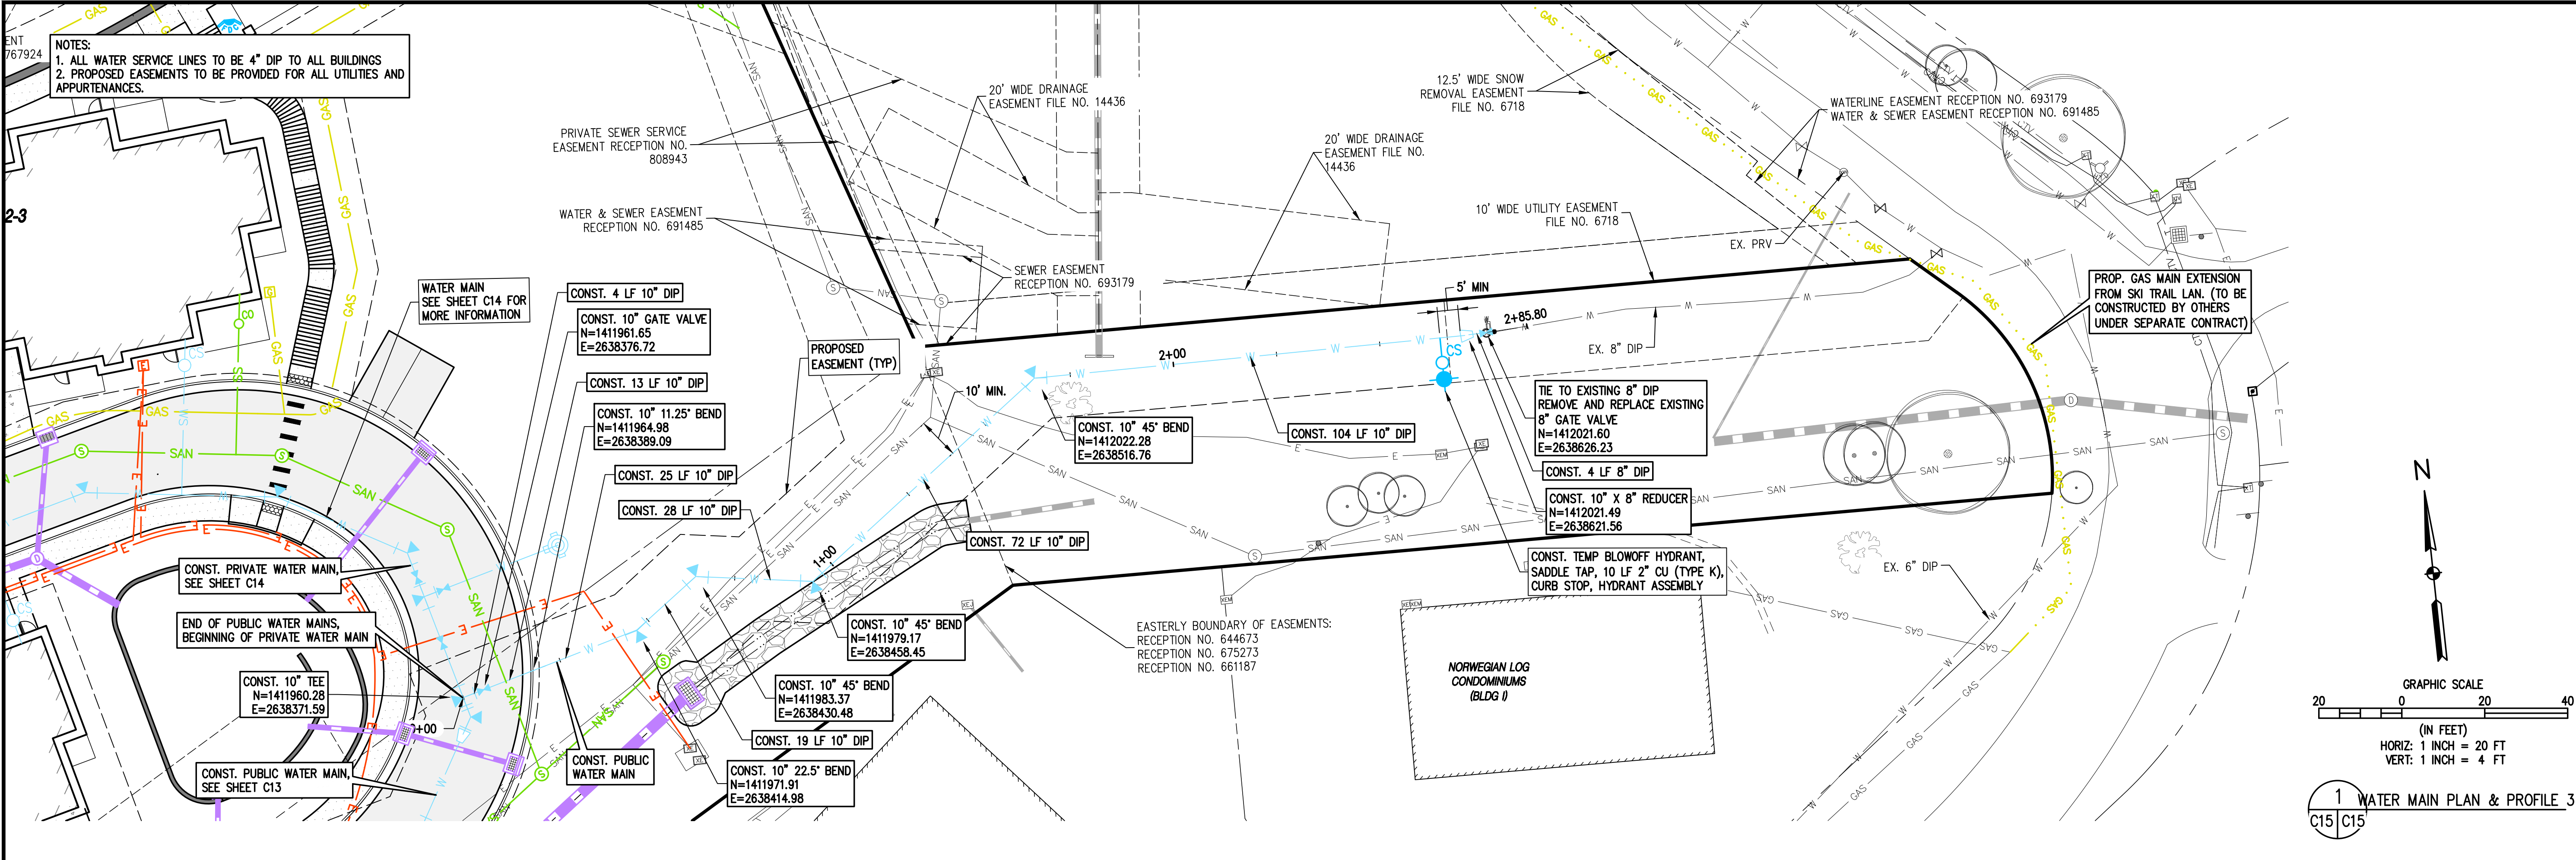 ENT
767924
NOTES:
1. ALL WATER SERVICE LINES TO BE 4" DIP TO ALL BUILDINGS
2. PROPOSED EASEMENTS TO BE PROVIDED FOR ALL UTILITIES AND
APPURTENANCES.
FDC
2-3
PRIVATE SEWER SERVICE
EASEMENT RECEPTION NO.
808943
20' WIDE DRAINAGE
EASEMENT FILE NO. 14436
WATER & SEWER EASEMENT
RECEPTION NO. 691485
SEWER EASEMENT
RECEPTION NO. 693179
20' WIDE DRAINAGE
EASEMENT FILE NO.
14436
12.5' WIDE SNOW
REMOVAL EASEMENT
FILE NO. 6718
WATERLINE EASEMENT RECEPTION NO. 693179
WATER & SEWER EASEMENT RECEPTION NO. 691485
10' WIDE UTILITY EASEMENT
FILE NO. 6718
EX. PRV
PROP. GAS MAIN EXTENSION
FROM SKI TRAIL LAN. (TO BE
CONSTRUCTED BY OTHERS
UNDER SEPARATE CONTRACT)
WATER MAIN
SEE SHEET C14 FOR
MORE INFORMATION
CONST. 4 LF 10" DIP
CONST. 10" GATE VALVE
N=1411961.65
E=2638376.72
CONST. 13 LF 10" DIP
CONST. 10" 11.25° BEND
N=1411964.98
E=2638389.09
CONST. 25 LF 10" DIP
CONST. 28 LF 10" DIP
PROPOSED
EASEMENT (TYP)
10' MIN.
2+00
5' MIN
2+85.80
EX. 8" DIP
CS
CONST. 10" 45° BEND
N=1412022.28
E=2638516.76
CONST. 104 LF 10" DIP
TIE TO EXISTING 8" DIP
REMOVE AND REPLACE EXISTING
8" GATE VALVE
N=1412021.60
E=2638626.23
CONST. 4 LF 8" DIP
CONST. 10" X 8" REDUCER
N=1412021.49
E=2638621.56
CONST. TEMP BLOWOFF HYDRANT,
SADDLE TAP, 10 LF 2" CU (TYPE K),
CURB STOP, HYDRANT ASSEMBLY
EX. 6" DIP
CONST. 72 LF 10" DIP
1+00
CONST. PRIVATE WATER MAIN,
SEE SHEET C14
END OF PUBLIC WATER MAINS,
BEGINNING OF PRIVATE WATER MAIN
CONST. 10" TEE
N=1411960.28
E=2638371.59
CONST. PUBLIC WATER MAIN,
SEE SHEET C13
CONST. PUBLIC
WATER MAIN
CONST. 10" 45° BEND
N=1411979.17
E=2638458.45
CONST. 10" 45° BEND
N=1411983.37
E=2638430.48
CONST. 19 LF 10" DIP
CONST. 10" 22.5° BEND
N=1411971.91
E=2638414.98
EASTERLY BOUNDARY OF EASEMENTS:
RECEPTION NO. 644673
RECEPTION NO. 675273
RECEPTION NO. 661187
NORWEGIAN LOG
CONDOMINIUMS
(BLDG I)
N
GRAPHIC SCALE
20 0 20 40
(IN FEET)
HORIZ: 1 INCH = 20 FT
VERT: 1 INCH = 4 FT
1 WATER MAIN PLAN & PROFILE 3
C15 C15
GAS
SAN
CO
SS